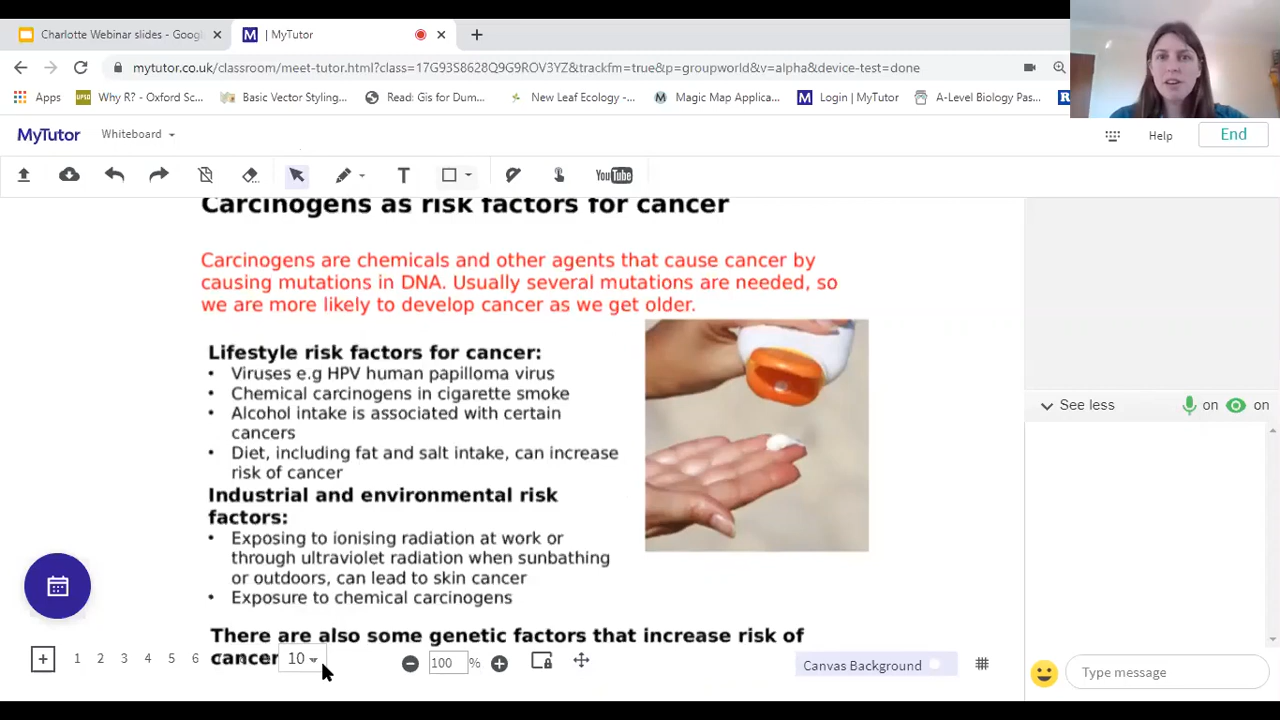 Charlotte Webinar slides - Goog
| MyTutor
mytutor.co.uk/classroom/meet-tutor.html?class=17G93S8S28Q9G9ROV3YZ&trackfm=true&p=groupworld&v=alpha&device-test=done
Apps
Why R? - Oxford Sc...
Basic Vector Styling...
Read: Gis for Dum...
New Leaf Ecology -...
Magic Map Applica...
Login | MyTutor
A-Level Biology Pas...
MyTutor
Whiteboard
Help
End
T
YouTube
Carcinogens as risk factors for cancer
Carcinogens are chemicals and other agents that cause cancer by
causing mutations in DNA. Usually several mutations are needed, so
we are more likely to develop cancer as we get older.
Lifestyle risk factors for cancer:
• Viruses e.g HPV human papilloma virus
• Chemical carcinogens in cigarette smoke
• Alcohol intake is associated with certain
cancers
• Diet, including fat and salt intake, can increase
risk of cancer
Industrial and environmental risk
factors:
• Exposing to ionising radiation at work or
through ultraviolet radiation when sunbathing
or outdoors, can lead to skin cancer
• Exposure to chemical carcinogens
There are also some genetic factors that increase risk of
cancer
See less
on
on
1 2 3 4 5 6
10
100 %
Canvas Background
Type message